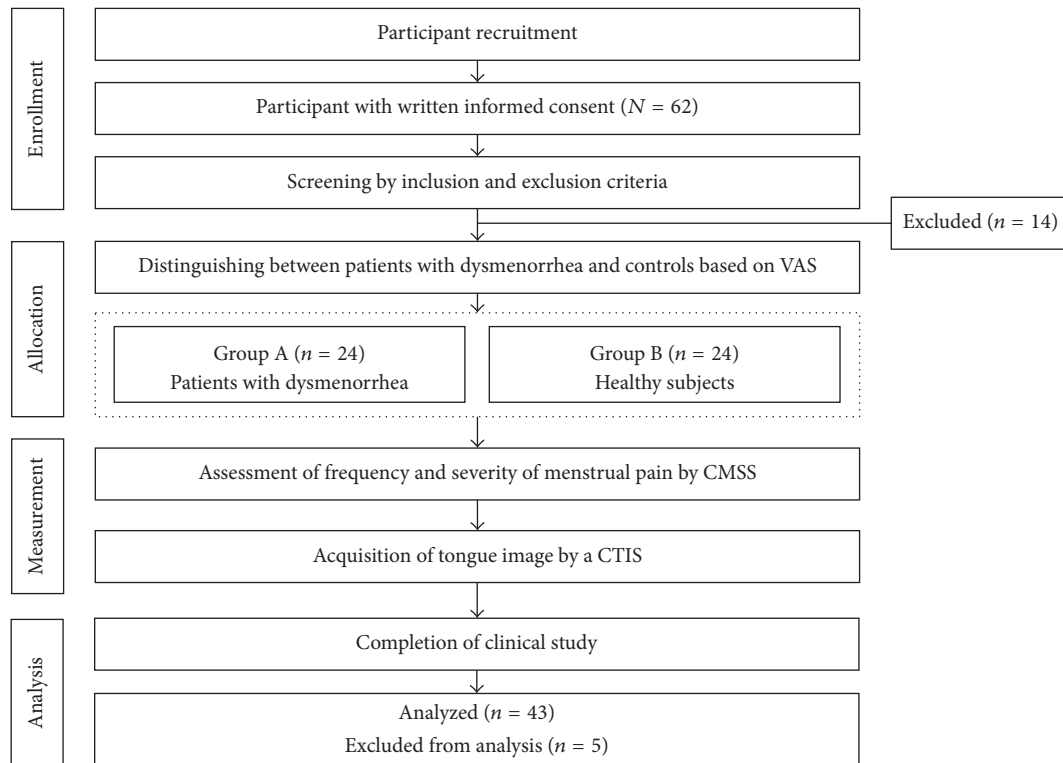 Enrollment
Participant recruitment
Participant with written informed consent (N = 62)
Screening by inclusion and exclusion criteria
Excluded (n = 14)
Allocation
Distinguishing between patients with dysmenorrhea and controls based on VAS
Group A (n = 24)
Patients with dysmenorrhea
Group B (n = 24)
Healthy subjects
Measurement
Assessment of frequency and severity of menstrual pain by CMSS
Acquisition of tongue image by a CTIS
Analysis
Completion of clinical study
Analyzed (n = 43)
Excluded from analysis (n = 5)